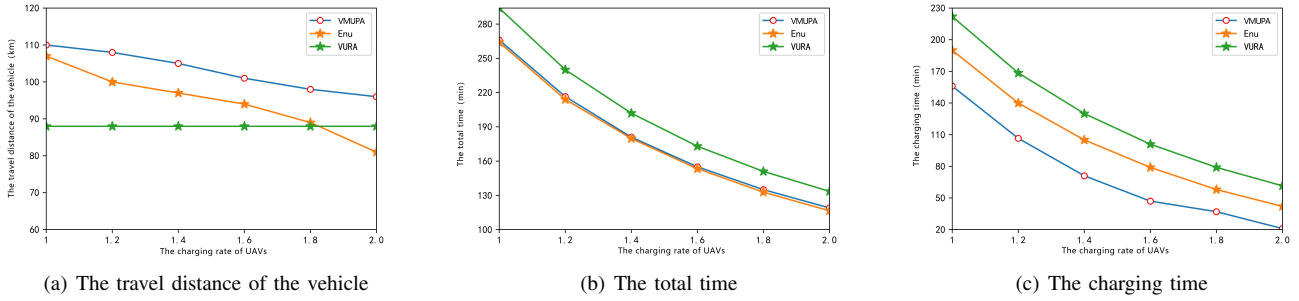 The travel distance of the vehicle (km)
120
110
100
90
80
70
60
1
1.2
1.4
1.6
1.8
2.0
The charging rate of UAVs
VMUPA
Enu
VURA
(a) The travel distance of the vehicle
The total time (min)
280
250
220
190
160
130
100
1
1.2
1.4
1.6
1.8
2.0
The charging rate of UAVs
VMUPA
Enu
VURA
(b) The total time
The charging time (min)
230
200
170
140
110
80
50
20
1
1.2
1.4
1.6
1.8
2.0
The charging rate of UAVs
VMUPA
Enu
VURA
(c) The charging time